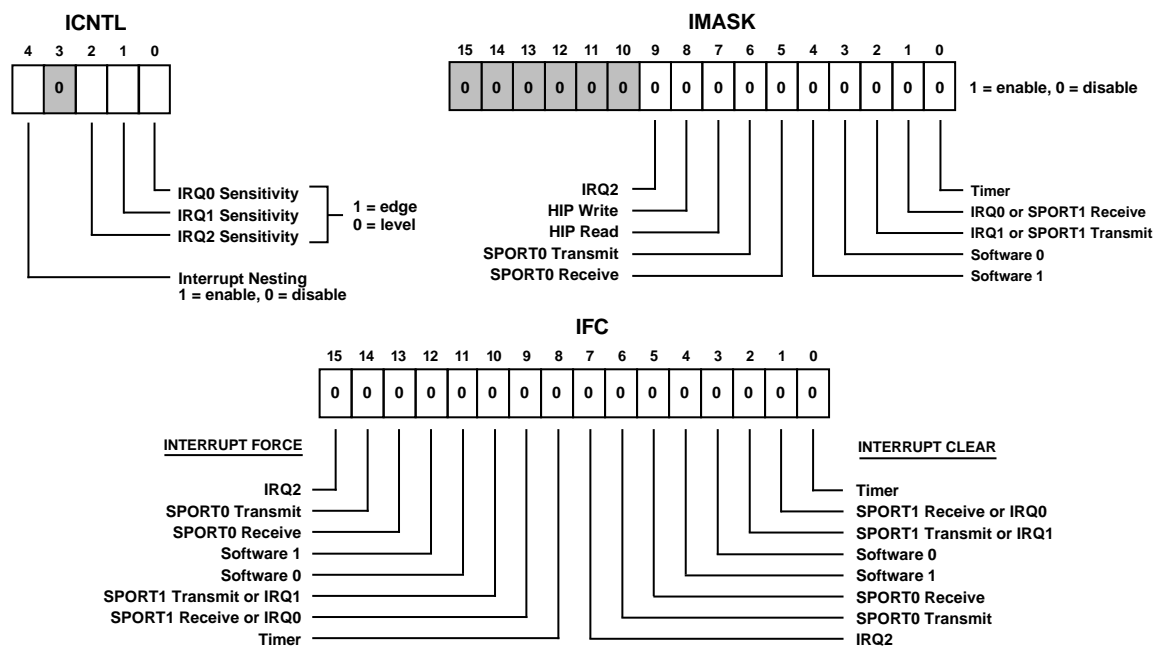 ICNTL
4 3 2 1 0
0
IRQ0 Sensitivity
IRQ1 Sensitivity
IRQ2 Sensitivity
1 = edge
0 = level
Interrupt Nesting
1 = enable, 0 = disable
IMASK
15 14 13 12 11 10 9 8 7 6 5 4 3 2 1 0
0 0 0 0 0 0 0 0 0 0 0 0 0 0 0 0
1 = enable, 0 = disable
IRQ2
HIP Write
HIP Read
SPORT0 Transmit
SPORT0 Receive
Timer
IRQ0 or SPORT1 Receive
IRQ1 or SPORT1 Transmit
Software 0
Software 1
IFC
15 14 13 12 11 10 9 8 7 6 5 4 3 2 1 0
0 0 0 0 0 0 0 0 0 0 0 0 0 0 0 0
INTERRUPT FORCE
IRQ2
SPORT0 Transmit
SPORT0 Receive
Software 1
Software 0
SPORT1 Transmit or IRQ1
SPORT1 Receive or IRQ0
Timer
INTERRUPT CLEAR
Timer
SPORT1 Receive or IRQ0
SPORT1 Transmit or IRQ1
Software 0
Software 1
SPORT0 Receive
SPORT0 Transmit
IRQ2